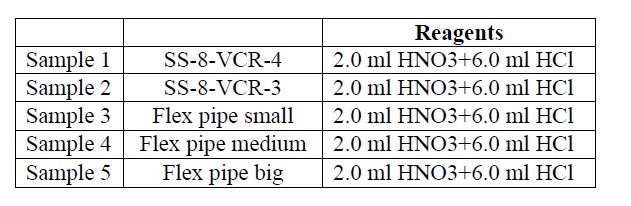 Reagents
Sample 1 SS-8-VCR-4 2.0 ml HNO3+6.0 ml HCl
Sample 2 SS-8-VCR-3 2.0 ml HNO3+6.0 ml HCl
Sample 3 Flex pipe small 2.0 ml HNO3+6.0 ml HCl
Sample 4 Flex pipe medium 2.0 ml HNO3+6.0 ml HCl
Sample 5 Flex pipe big 2.0 ml HNO3+6.0 ml HCl